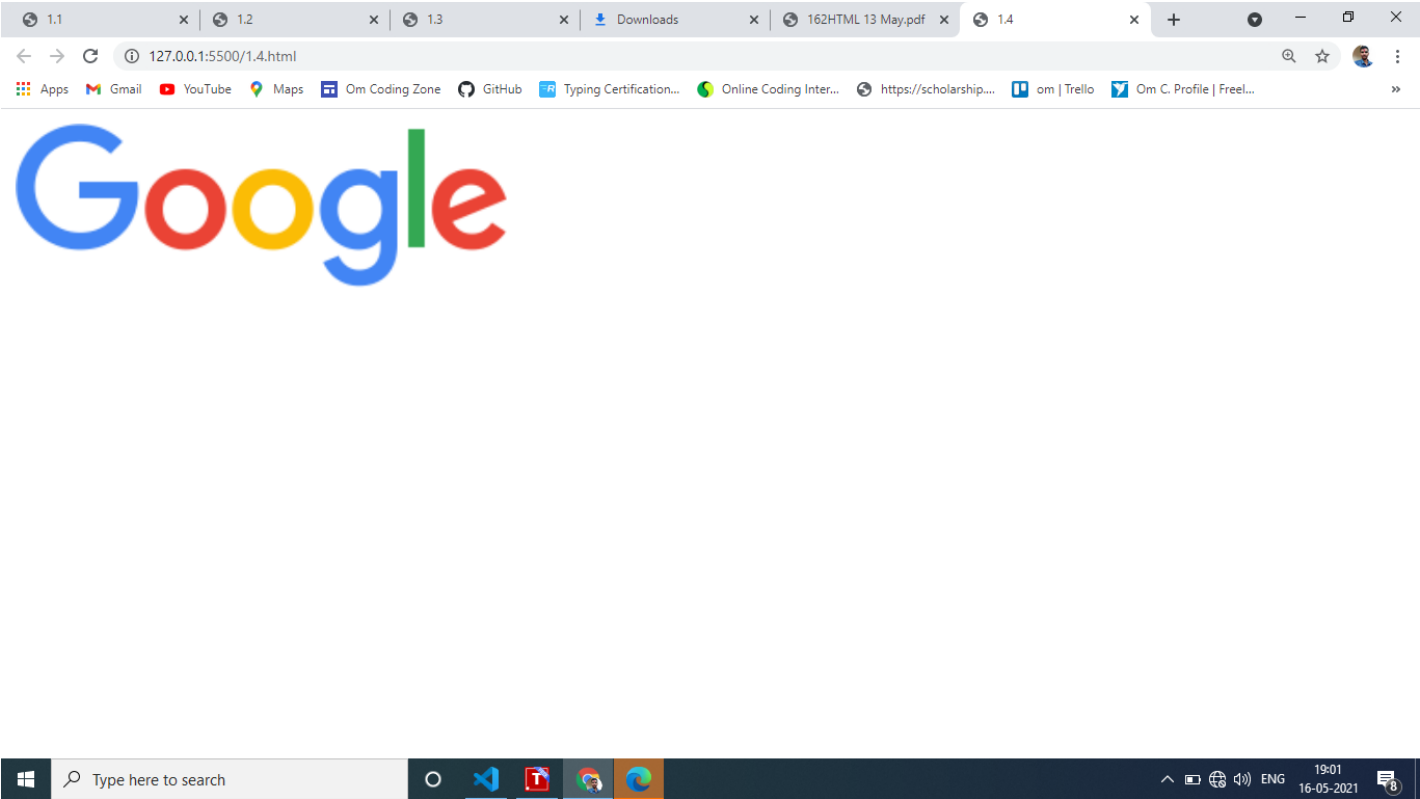 1.1 1.2 1.3 Downloads 162HTML 13 May.pdf 1.4
127.0.0.1:5500/1.4.html
Apps Gmail YouTube Maps Om Coding Zone GitHub Typing Certification... Online Coding Inter... https://scholarship.... om | Trello Om C. Profile | Freel... »
Google
Type here to search T ENG 19:01
16-05-2021 8